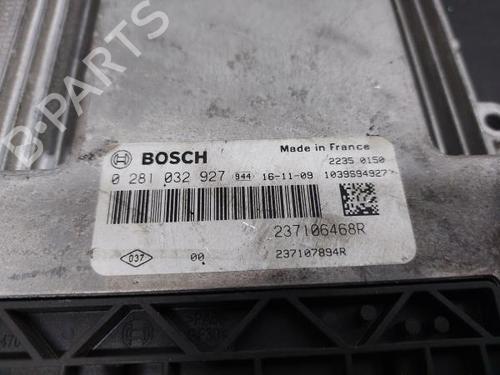 BOSCH
Made in France
2235 0150
0 281 032 927 944 16-11-09 1039S94927
237106468R
037 00 237107894R
B-PARTS